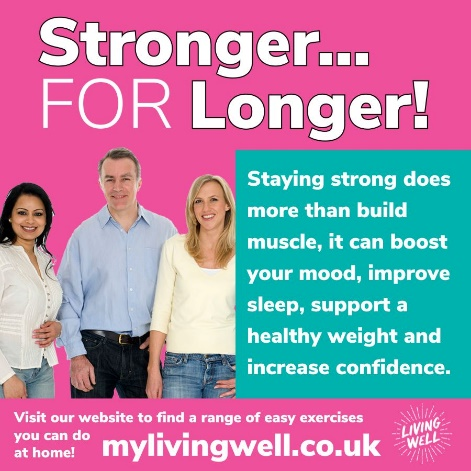 Stronger...
FOR Longer!
Staying strong does
more than build
muscle, it can boost
your mood, improve
sleep, support a
healthy weight and
increase confidence.
Visit our website to find a range of easy exercises
you can do
at home!
mylivingwell.co.uk
LIVING
WELL